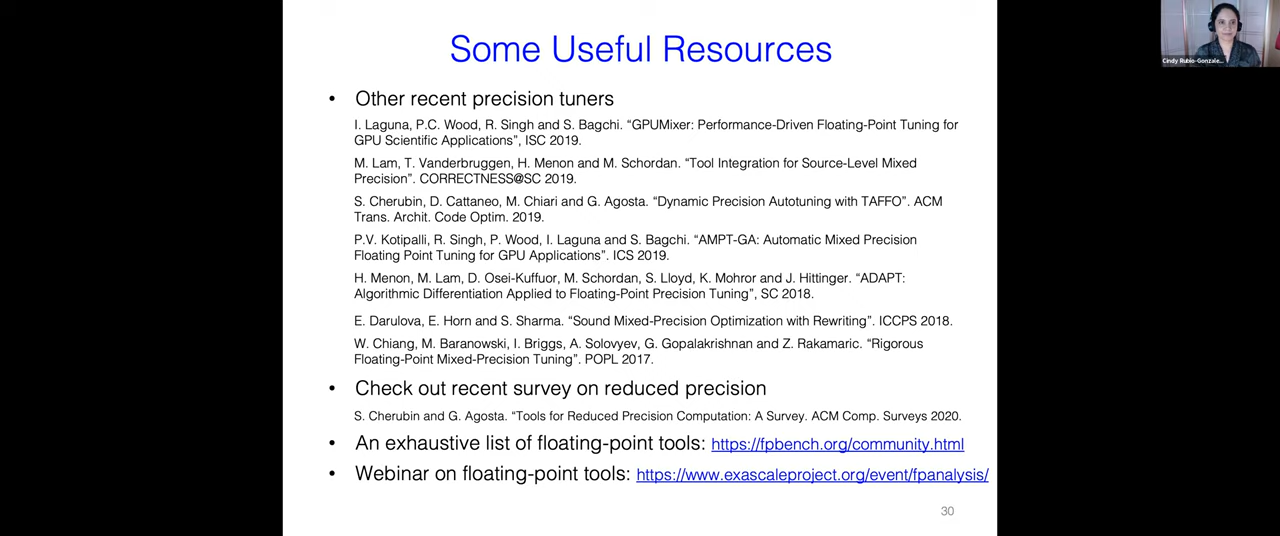 Some Useful Resources
Cindy Rubio-Gonzale...
• Other recent precision tuners
I. Laguna, P.C. Wood, R. Singh and S. Bagchi. “GPUMixer: Performance-Driven Floating-Point Tuning for
GPU Scientific Applications”, ISC 2019.
M. Lam, T. Vanderbruggen, H. Menon and M. Schordan. “Tool Integration for Source-Level Mixed
Precision”. CORRECTNESS@SC 2019.
S. Cherubin, D. Cattaneo, M. Chiari and G. Agosta. “Dynamic Precision Autotuning with TAFFO”. ACM
Trans. Archit. Code Optim. 2019.
P.V. Kotipalli, R. Singh, P. Wood, I. Laguna and S. Bagchi. “AMPT-GA: Automatic Mixed Precision
Floating Point Tuning for GPU Applications”. ICS 2019.
H. Menon, M. Lam, D. Osei-Kuffuor, M. Schordan, S. Lloyd, K. Mohror and J. Hittinger. “ADAPT:
Algorithmic Differentiation Applied to Floating-Point Precision Tuning”, SC 2018.
E. Darulova, E. Horn and S. Sharma. “Sound Mixed-Precision Optimization with Rewriting”. ICCPS 2018.
W. Chiang, M. Baranowski, I. Briggs, A. Solovyev, G. Gopalakrishnan and Z. Rakamaric. “Rigorous
Floating-Point Mixed-Precision Tuning”. POPL 2017.
• Check out recent survey on reduced precision
S. Cherubin and G. Agosta. “Tools for Reduced Precision Computation: A Survey. ACM Comp. Surveys 2020.
• An exhaustive list of floating-point tools: https://fpbench.org/community.html
• Webinar on floating-point tools: https://www.exascaleproject.org/event/fpanalysis/
30